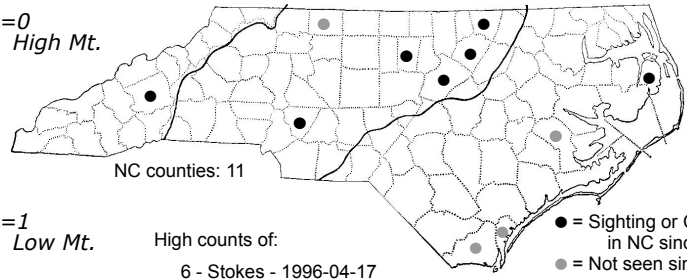 =0
High Mt.
NC counties: 11
=1
Low Mt.
High counts of:
6 - Stokes - 1996-04-17
● = Sighting or
in NC sinc
● = Not seen sin